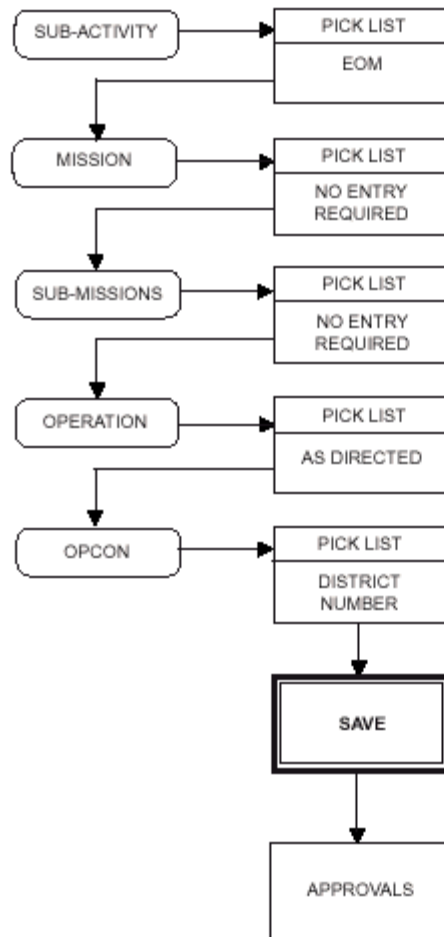 SUB-ACTIVITY
PICK LIST
EOM
MISSION
PICK LIST
NO ENTRY
REQUIRED
SUB-MISSIONS
PICK LIST
NO ENTRY
REQUIRED
OPERATION
PICK LIST
AS DIRECTED
OPCON
PICK LIST
DISTRICT
NUMBER
SAVE
APPROVALS